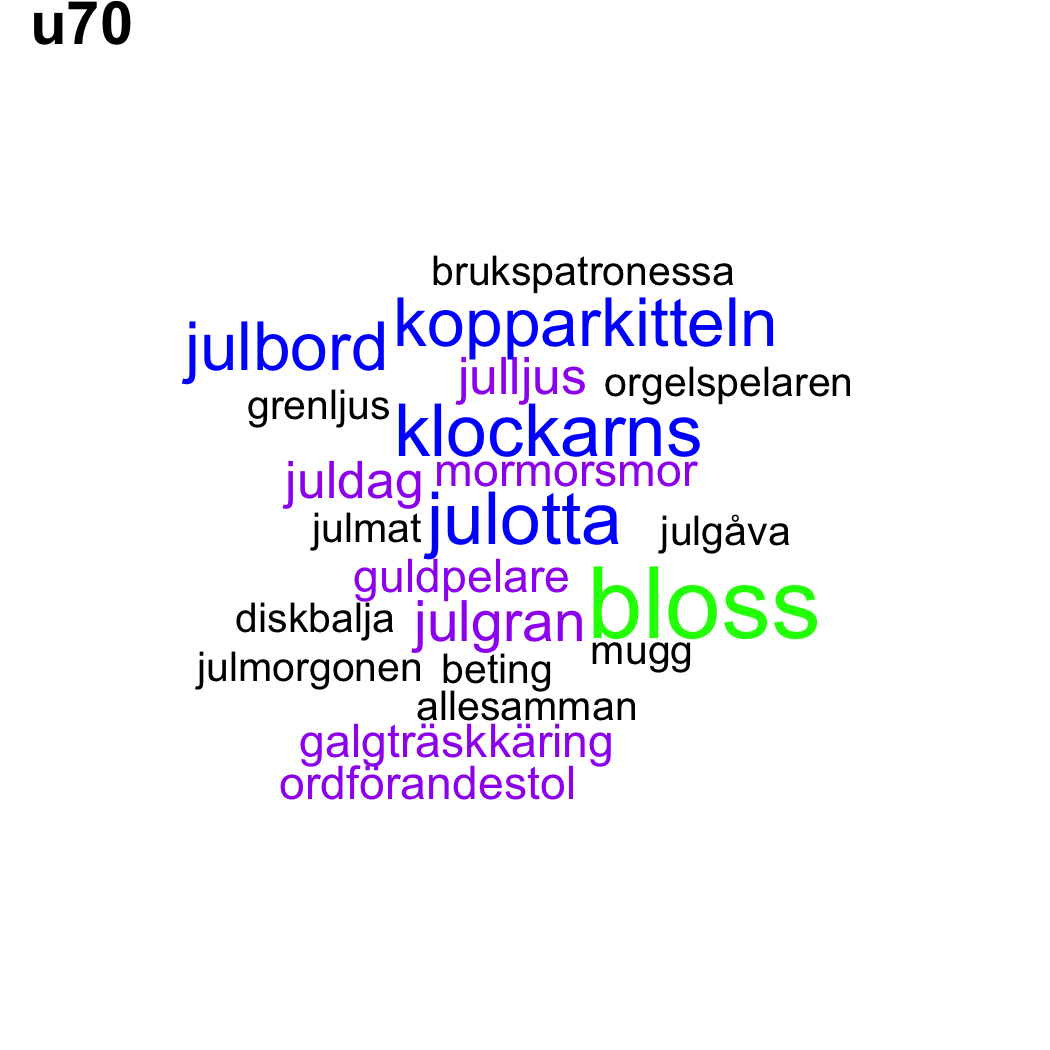 u70
brukspatronessa
kopparkitteln
julbord
julljus
orgelspelaren
grenljus
klockarns
mormorsmor
juldag
julotta
julmat
julgåva
guldpelare
bloss
diskbalja
julgran
mugg
julmorgonen
beting
allesamman
galgträskkäring
ordförandestol